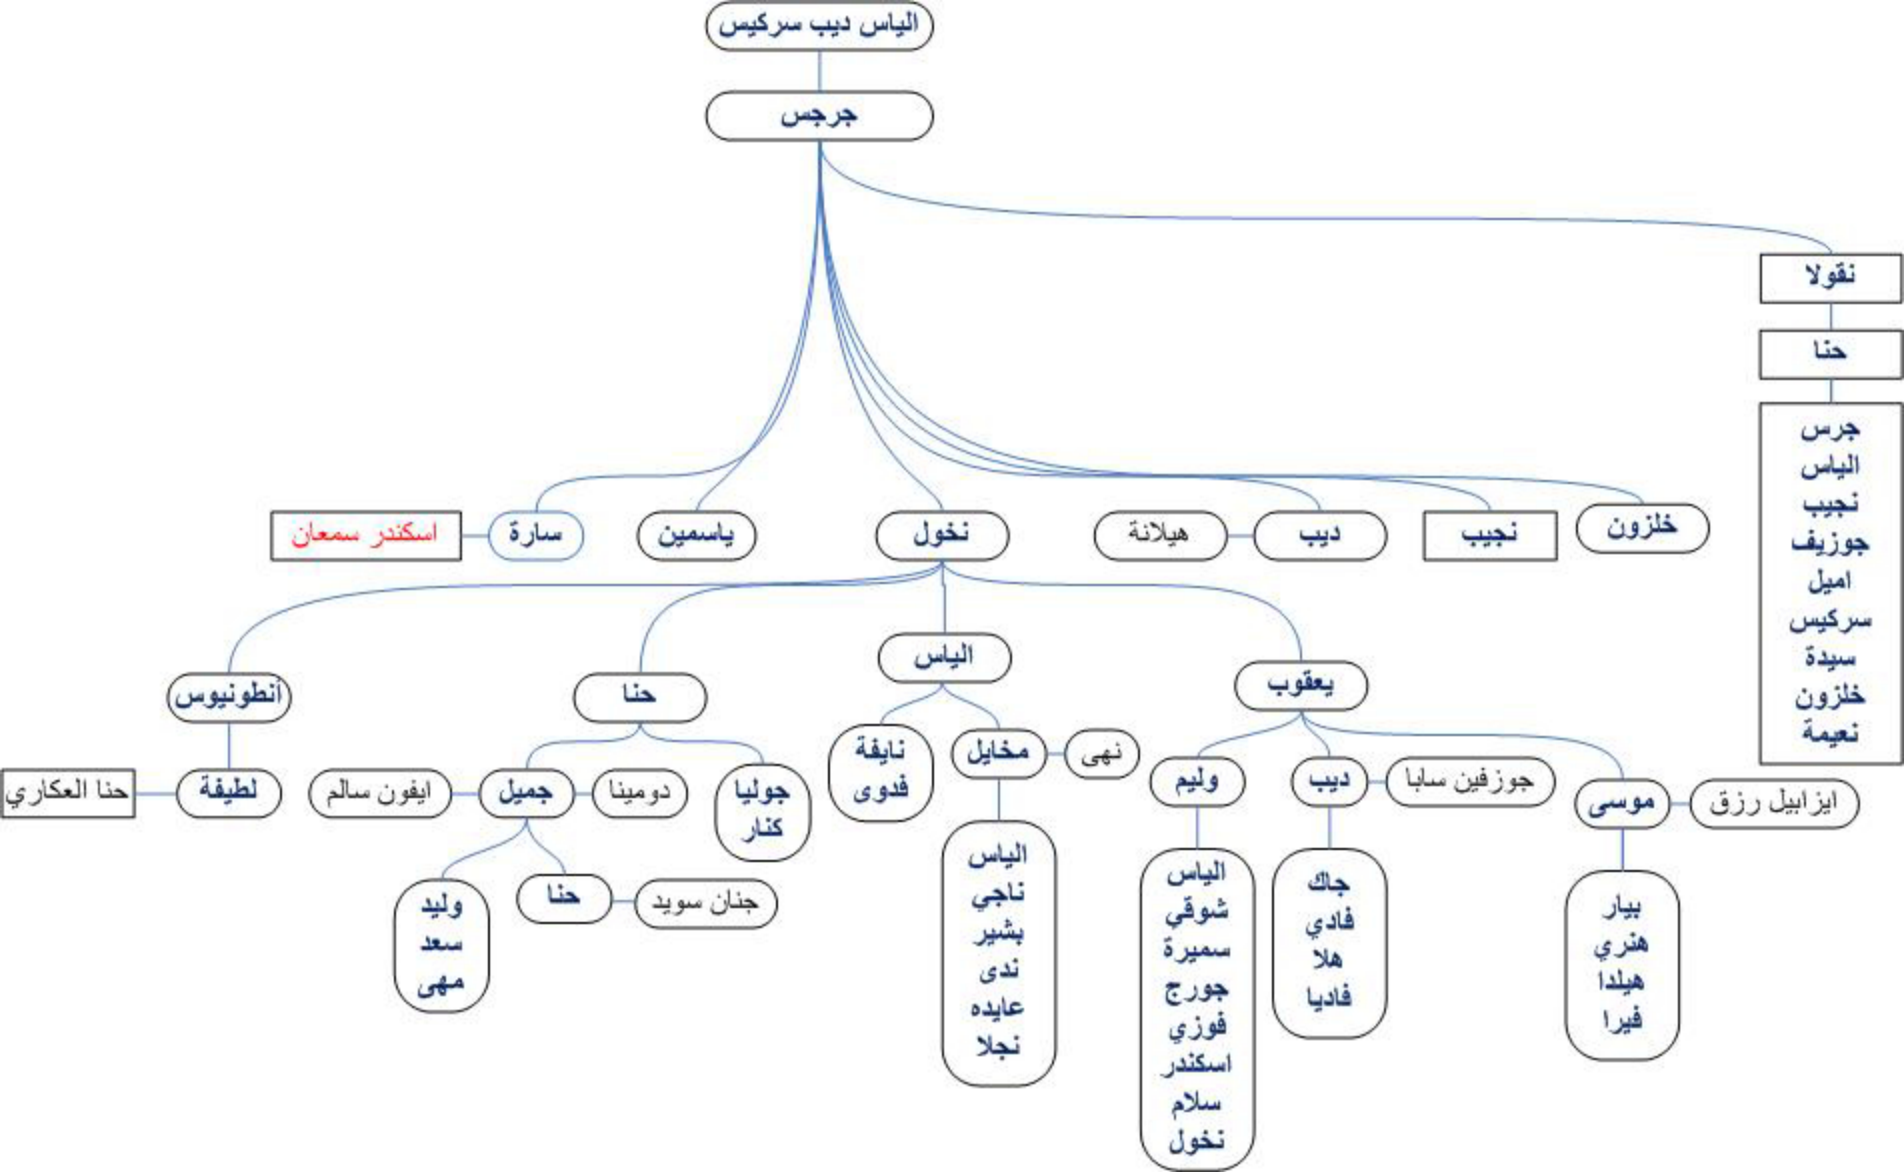 الياس ديب سركيس
جرجس
نقولا
حنا
جرس
الياس
نجيب
جوزيف
اميل
سركيس
سيدة
خلزون
نعيمة
خلزون
نجيب
ديب
هيلانة
نخول
ياسمين
سارة
اسكندر سمعان
يعقوب
الياس
حنا
أنطونيوس
ايزابيل رزق
موسى
جوزفين سابا
ديب
وليم
نهى
مخايل
نايفة
فدوى
جوليا
كنار
دومينا
جميل
ايفون سالم
لطيفة
حنا العكاري
بيار
هنري
هيلدا
فيرا
جاك
فادي
هلا
فاديا
الياس
شوقي
سميرة
جورج
فوزي
اسكندر
سلام
نخول
الياس
ناجي
بشير
ندى
عايده
نجلا
جنان سويد
حنا
وليد
سعد
مهى